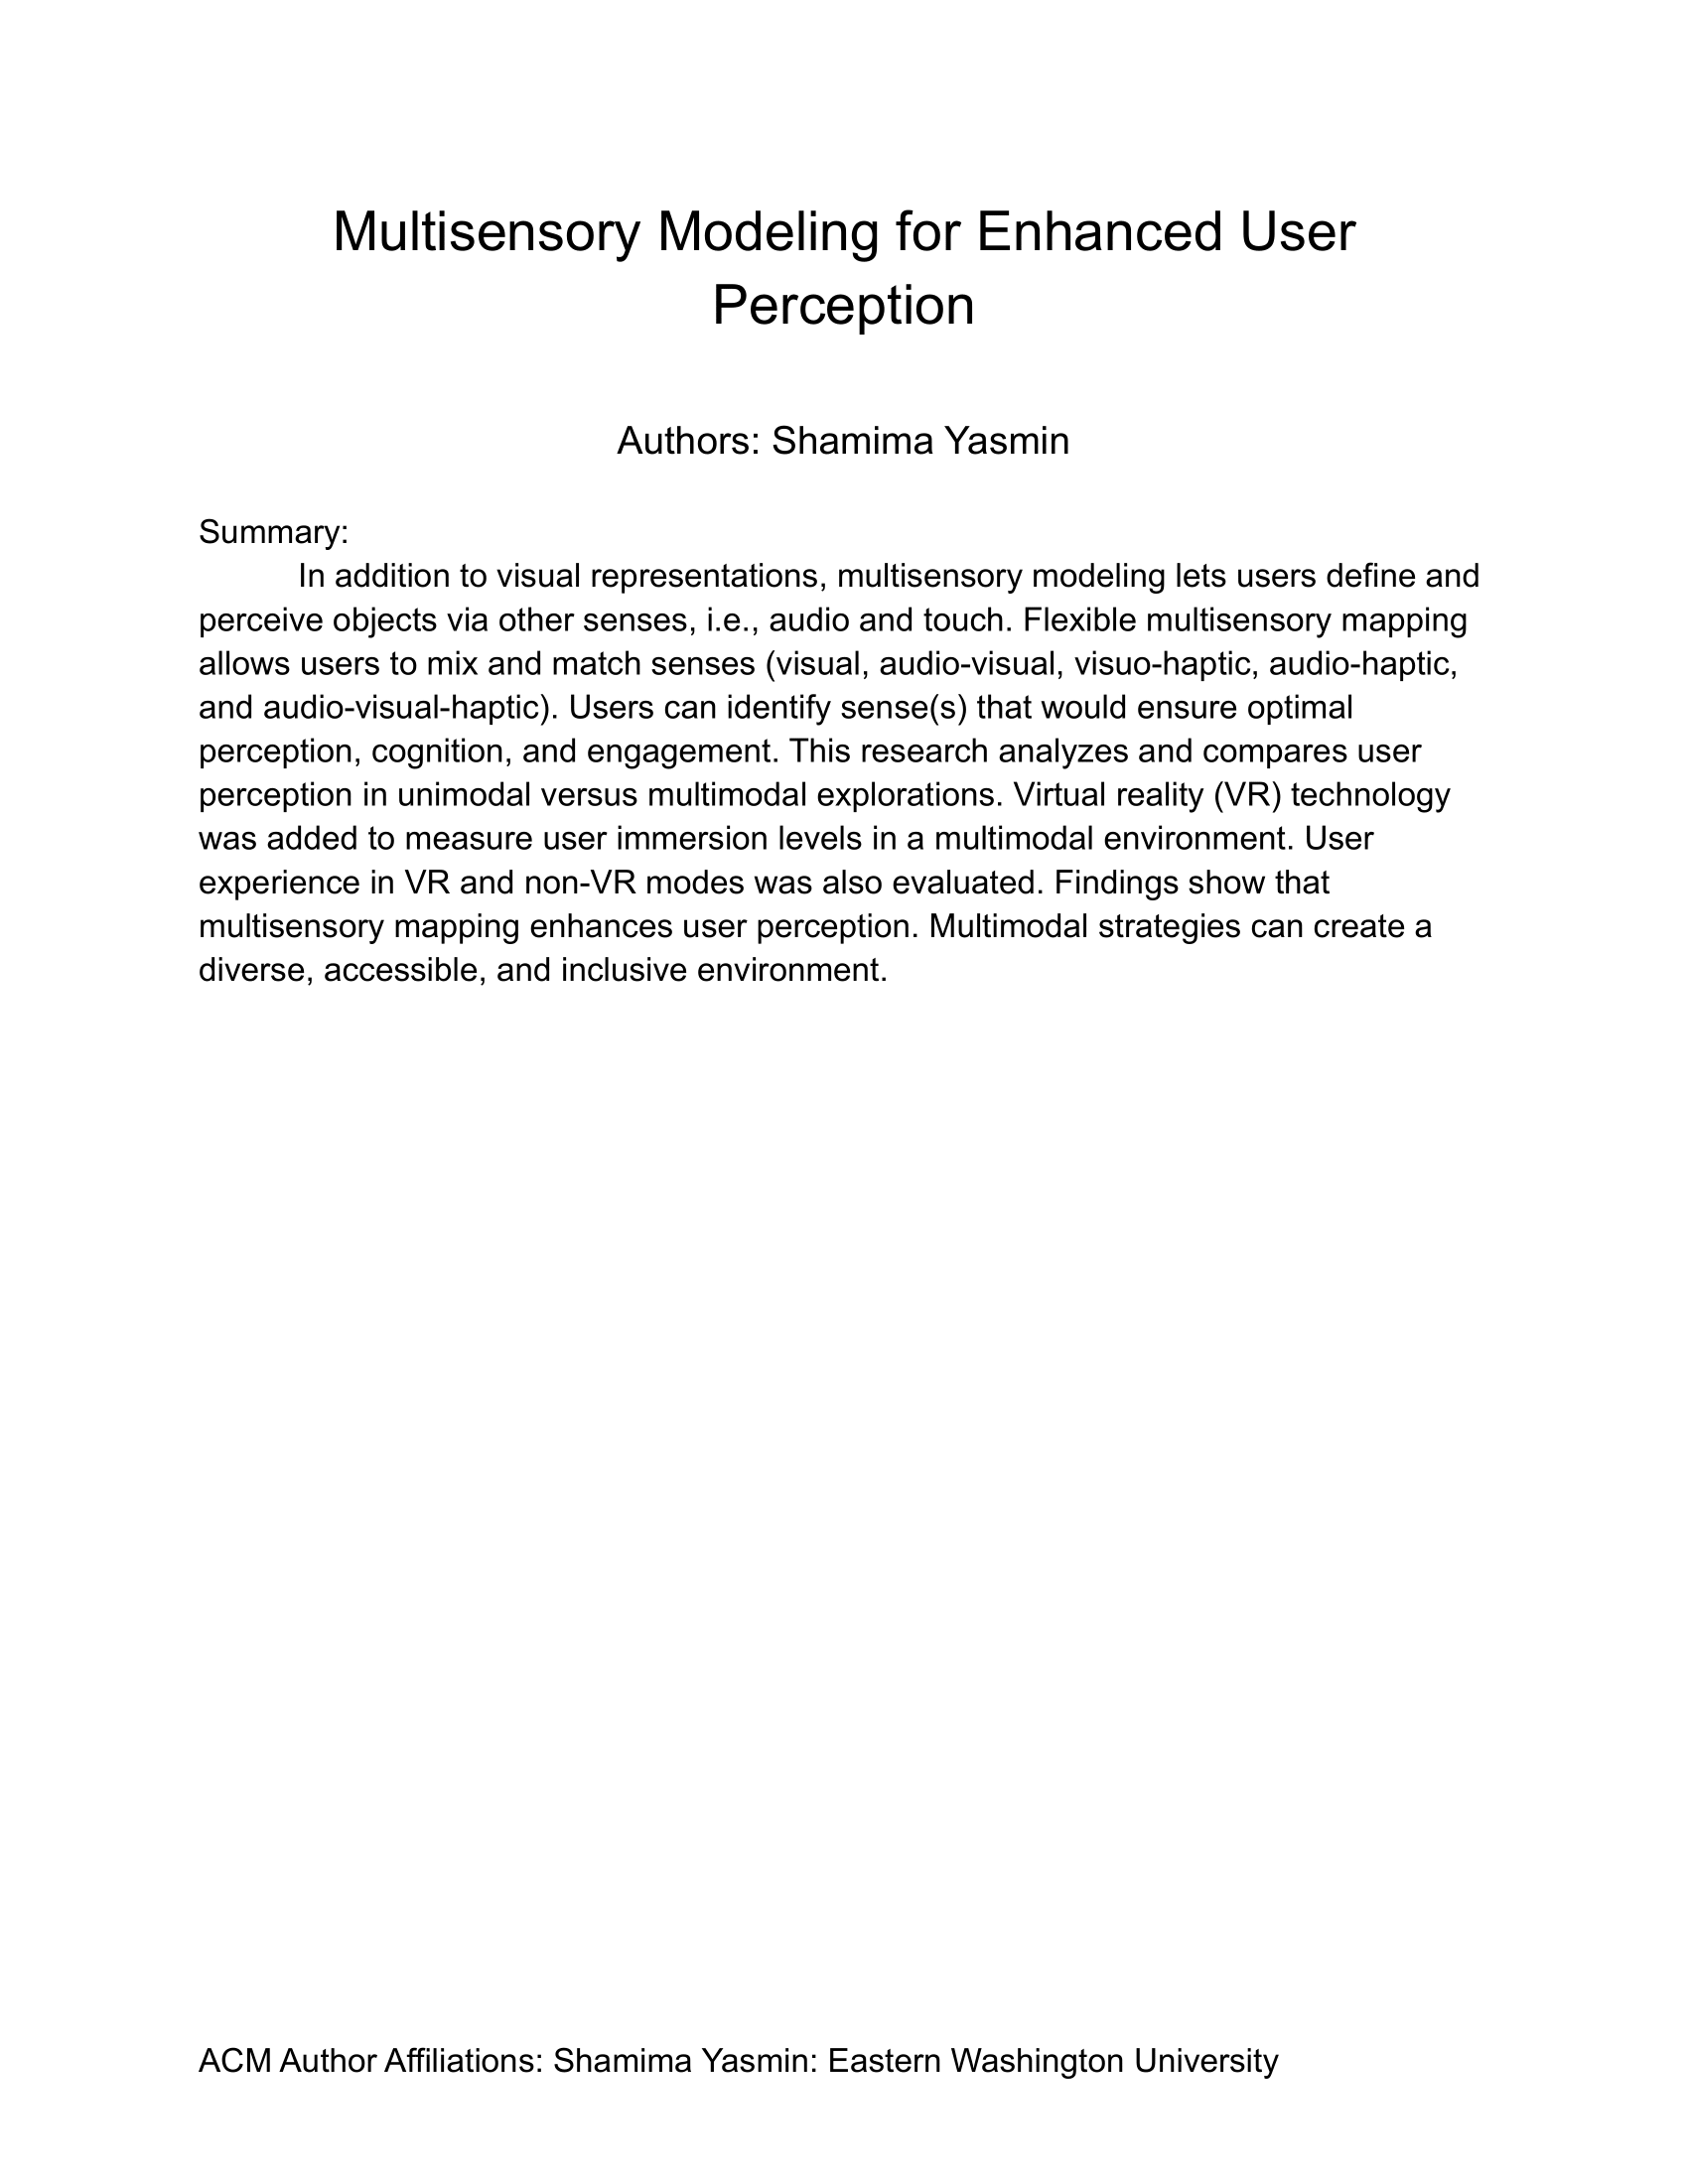 Multisensory Modeling for Enhanced User
Perception
Authors: Shamima Yasmin
Summary:
In addition to visual representations, multisensory modeling lets users define and
perceive objects via other senses, i.e., audio and touch. Flexible multisensory mapping
allows users to mix and match senses (visual, audio-visual, visuo-haptic, audio-haptic,
and audio-visual-haptic). Users can identify sense(s) that would ensure optimal
perception, cognition, and engagement. This research analyzes and compares user
perception in unimodal versus multimodal explorations. Virtual reality (VR) technology
was added to measure user immersion levels in a multimodal environment. User
experience in VR and non-VR modes was also evaluated. Findings show that
multisensory mapping enhances user perception. Multimodal strategies can create a
diverse, accessible, and inclusive environment.
ACM Author Affiliations: Shamima Yasmin: Eastern Washington University